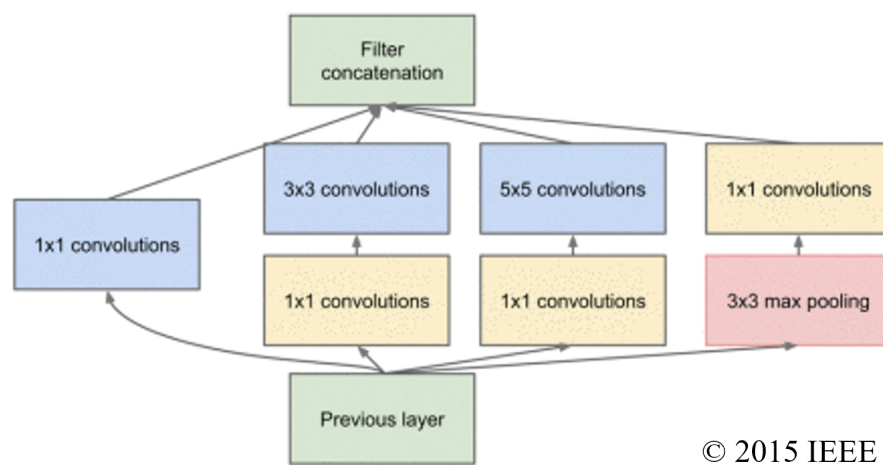 Filter
concatenation
3x3 convolutions
5x5 convolutions
1x1 convolutions
1x1 convolutions
1x1 convolutions
1x1 convolutions
3x3 max pooling
Previous layer
© 2015 IEEE